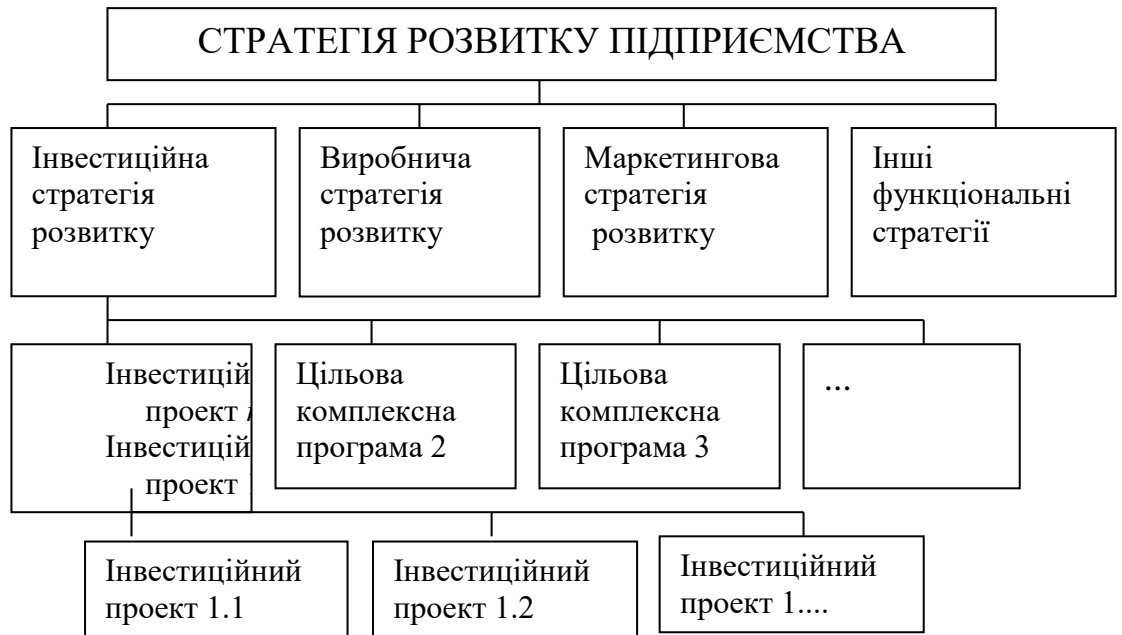 СТРАТЕГІЯ РОЗВИТКУ ПІДПРИЄМСТВА
Інвестиційна
стратегія
розвитку
Виробнича
стратегія
розвитку
Маркетингова
стратегія
розвитку
Інші
функціональні
стратегії
Інвестицій
проект
Інвестицій
проект
Цільова
комплексна
програма 2
Цільова
комплексна
програма 3
...
Інвестиційний
проект 1.1
Інвестиційний
проект 1.2
Інвестиційний
проект 1....